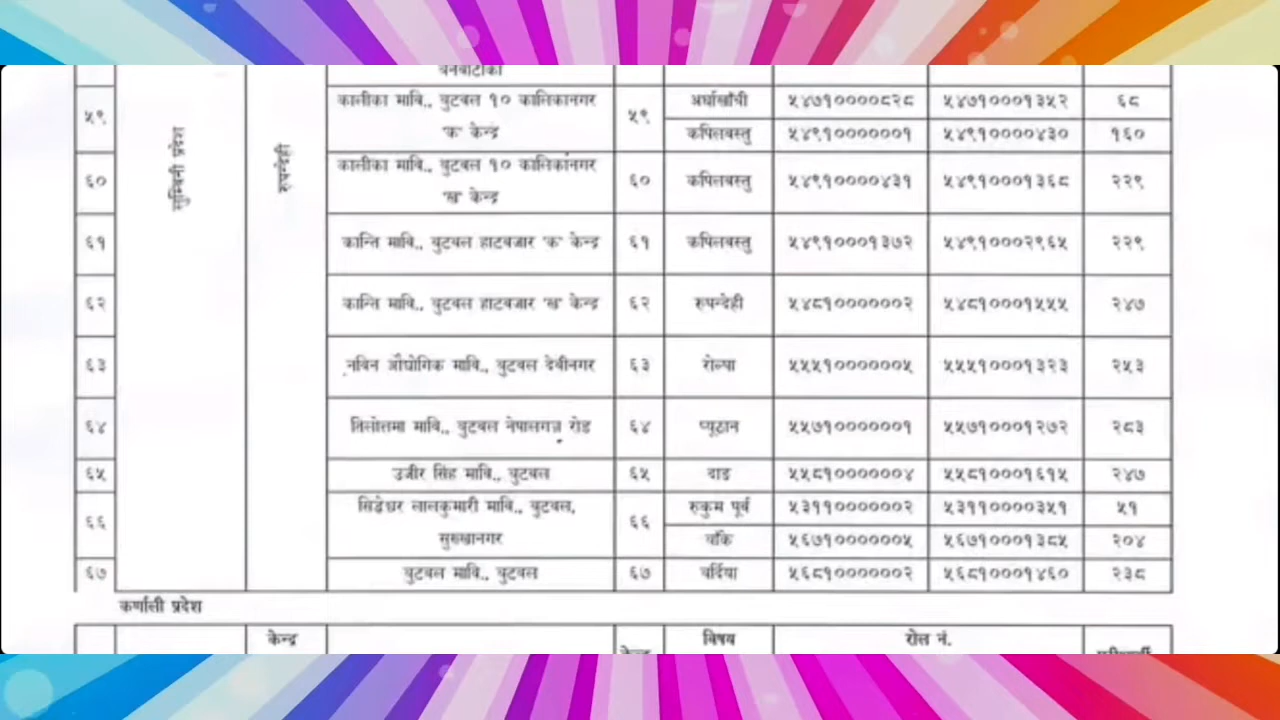 बनबाटीका
५९ कालीका मावि., बुटवल १० कालिकानगर ५९ अर्घाखाँची ५४७१००००८२८ ५४७१०००१३५२ ६८
'क' केन्द्र कपिलवस्तु ५४९१०००००० १ ५४९१००००४३० १६०
६० कालीका मावि., बुटवल १० कालिकानगर ६० कपिलवस्तु ५४९१००००४३१ ५४९१०००१३६८ २२९
'ख' केन्द्र
लुम्बिनी प्रदेश
रुपन्देही
६१ कान्ति मावि., बुटवल हाटबजार 'क' केन्द्र ६१ कपिलवस्तु ५४९१०००१३७२ ५४९१०००२९६५ २२९
६२ कान्ति मावि., बुटवल हाटबजार 'ख' केन्द्र ६२ रुपन्देही ५४८१००००००२ ५४८१०००१५५५ २४७
६३ नविन औद्योगिक मावि., बुटवल देवीनगर ६३ रोल्पा ५५५१००००००५ ५५५१०००१३२३ २५३
६४ तिलोत्तमा मावि., बुटवल नेपालगञ्ज रोड ६४ प्यूठान ५५७१००००००१ ५५७१०००१२७२ २८३
६५ उजीर सिंह मावि., बुटवल ६५ दाङ ५५८१००००००४ ५५८१०००१६१५ २४७
६६ सिद्धेश्वर लालकुमारी मावि., बुटवल, ६६ रुकुम पूर्व ५३११००००००२ ५३११००००३५१ ५१
सुख्खानगर बाँके ५६७१००००००५ ५६७१०००१३८५ २०४
६७ बुटवल मावि., बुटवल ६७ बर्दिया ५६८१००००००२ ५६८१०००१४६० २३८
कर्णाली प्रदेश
केन्द्र विषय रोल नं.